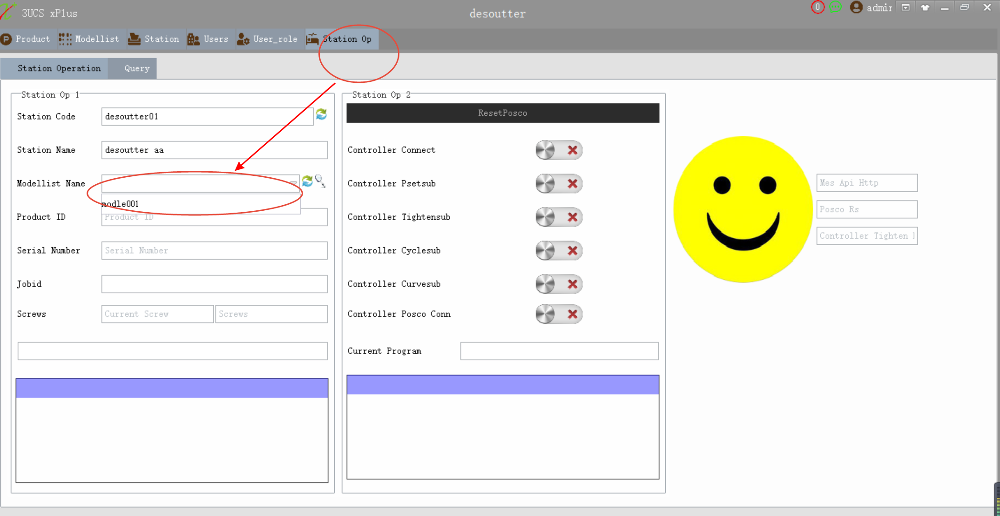 3UCS xPlus
desoutter
0
admir
Product
Modellist
Station
Users
User_role
Station Op
Station Operation
Query
Station Op 1
Station Code
desoutter01
Station Name
desoutter aa
Modellist Name
modle001
Product ID
Product ID
Serial Number
Serial Number
Jobid
Screws
Current Screw
Screws
Station Op 2
ResetPosco
Controller Connect
Controller Psetsub
Controller Tightensub
Controller Cyclesub
Controller Curvesub
Controller Posco Conn
Current Program
Mes Api Http
Posco Rs
Controller Tighten